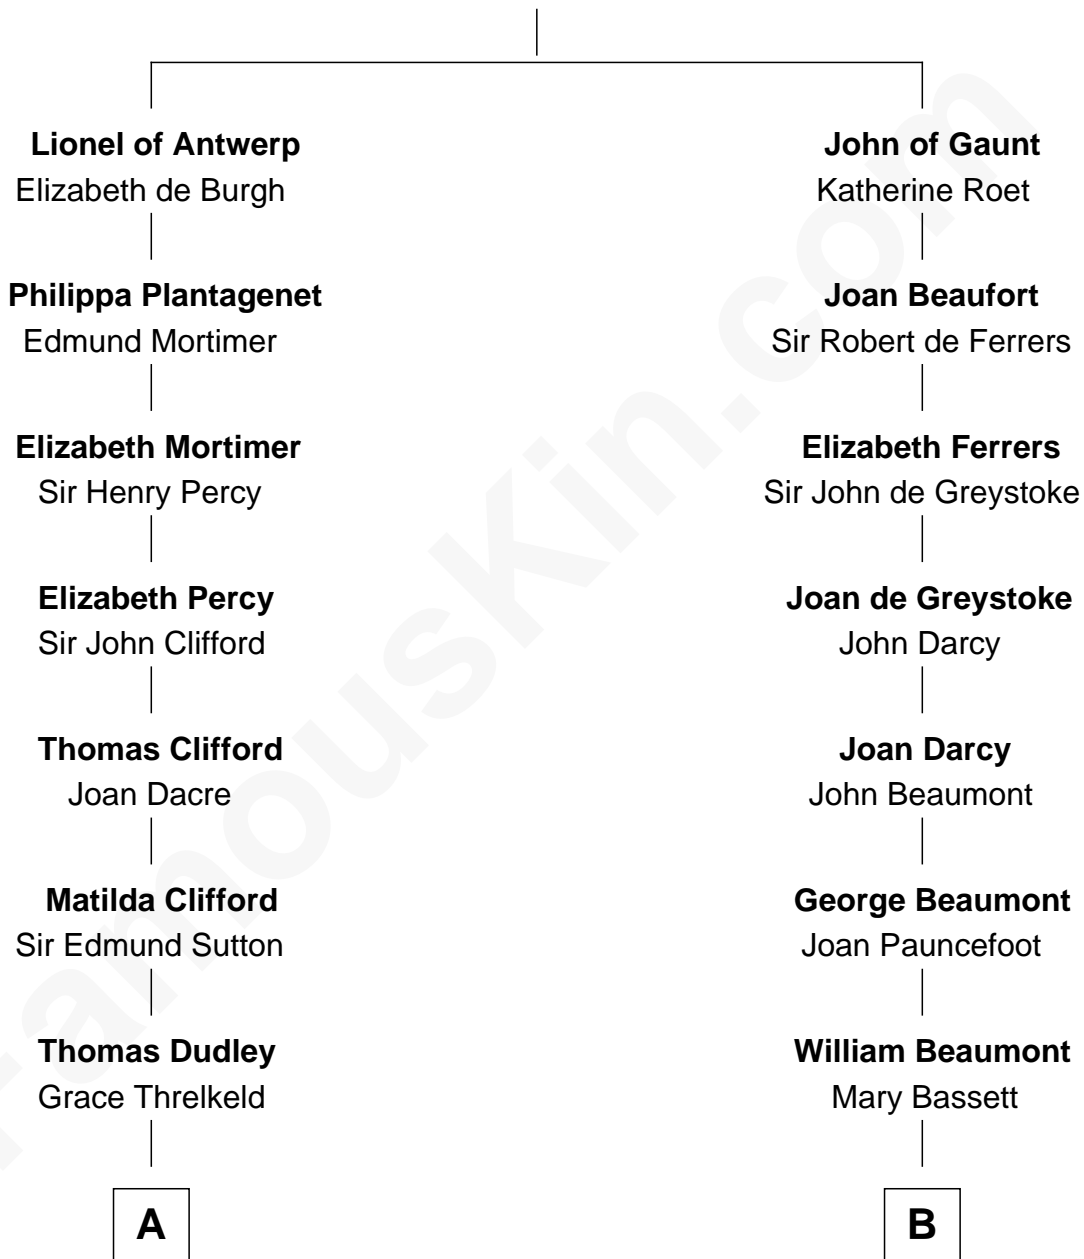 Lionel of Antwerp
Elizabeth de Burgh
Philippa Plantagenet
Edmund Mortimer
Elizabeth Mortimer
Sir Henry Percy
Elizabeth Percy
Sir John Clifford
Thomas Clifford
Joan Dacre
Matilda Clifford
Sir Edmund Sutton
Thomas Dudley
Grace Threlkeld
A
John of Gaunt
Katherine Roet
Joan Beaufort
Sir Robert de Ferrers
Elizabeth Ferrers
Sir John de Greystoke
Joan de Greystoke
John Darcy
Joan Darcy
John Beaumont
George Beaumont
Joan Pauncefoot
William Beaumont
Mary Bassett
B
FamousKin.com